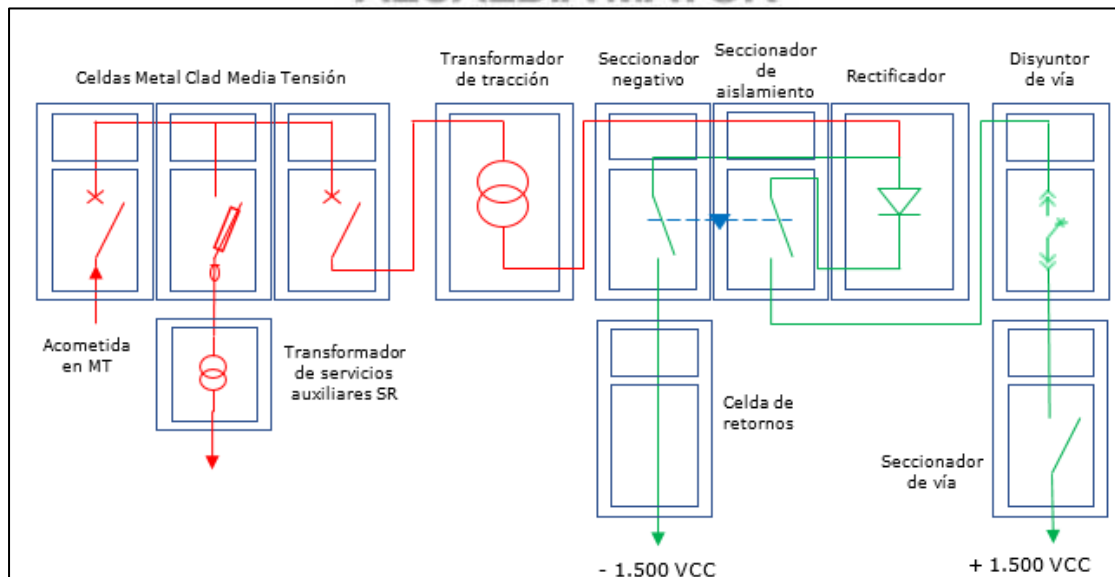 Celdas Metal Clad Media Tensión
Transformador
de tracción
Seccionador
negativo
Seccionador
de
aislamiento
Rectificador
Disyuntor
de vía
Acometida
en MT
Transformador
de servicios
auxiliares SR
Celda de
retornos
Seccionador
de vía
- 1.500 VCC
+ 1.500 VCC